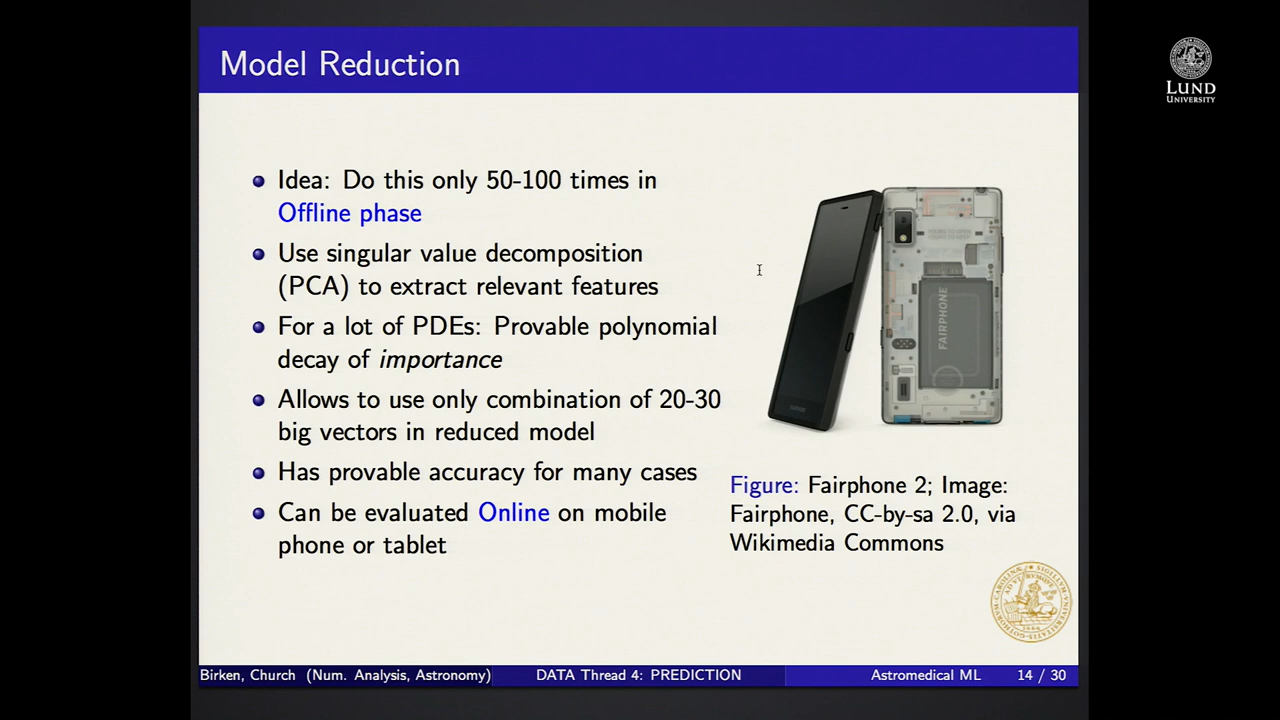 Model Reduction
LUND
UNIVERSITY
Idea: Do this only 50-100 times in
Offline phase
Use singular value decomposition
(PCA) to extract relevant features
For a lot of PDEs: Provable polynomial
decay of importance
Allows to use only combination of 20-30
big vectors in reduced model
Has provable accuracy for many cases
Can be evaluated Online on mobile
phone or tablet
FAIRPHONE
Figure: Fairphone 2; Image:
Fairphone, CC-by-sa 2.0, via
Wikimedia Commons
Birken, Church (Num. Analysis, Astronomy)
DATA Thread 4: PREDICTION
Astromedical ML
14 / 30